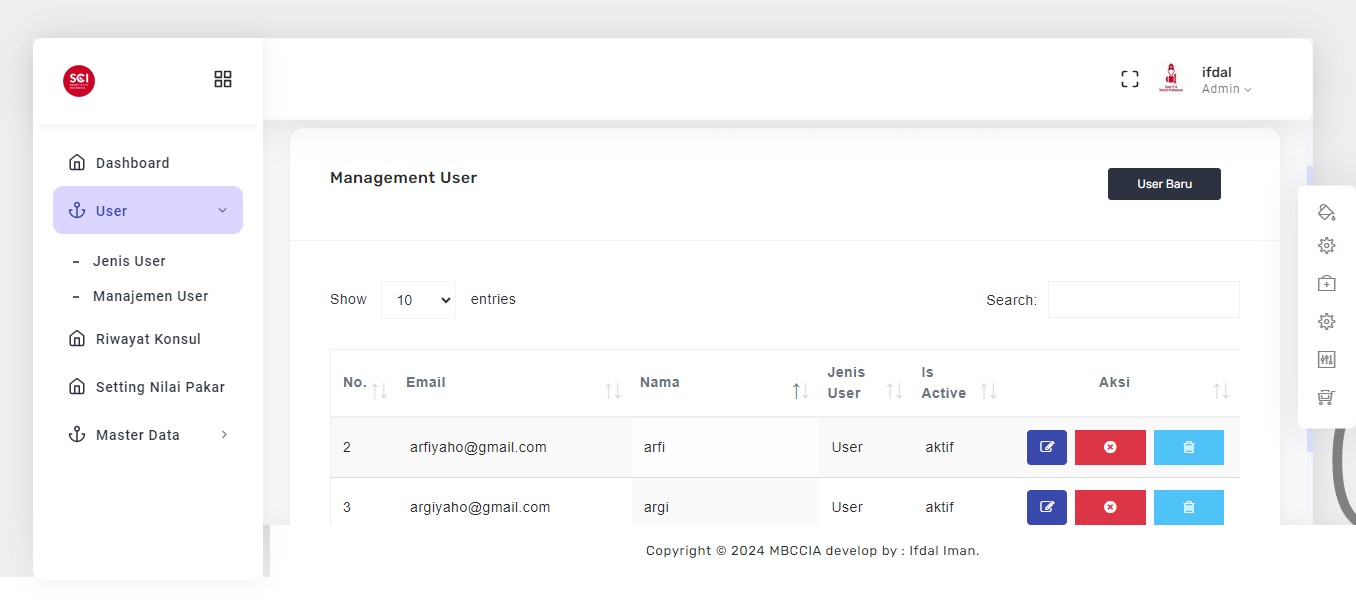 SCI
ifdal
Admin
Dashboard
User
- Jenis User
- Manajemen User
Riwayat Konsul
Setting Nilai Pakar
Master Data
Management User
User Baru
Show 10 entries
Search:
No. Email Nama Jenis User Is Active Aksi
2 arfiyaho@gmail.com arfi User aktif
3 argiyaho@gmail.com argi User aktif
Copyright © 2024 MBCCIA develop by : Ifdal Iman.